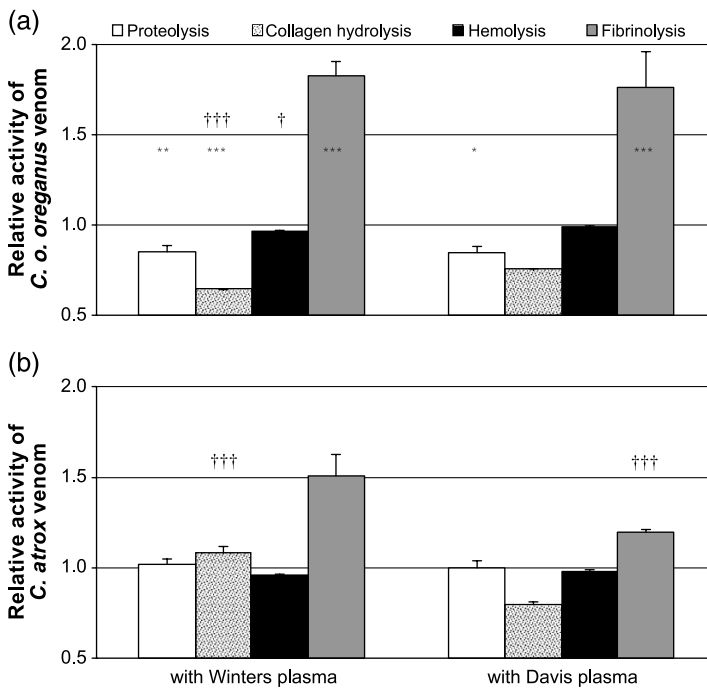 (a)
Proteolysis Collagen hydrolysis Hemolysis Fibrinolysis
2.0
1.5
1.0
0.5
Relative activity of
C. o. oreganus venom
††† †
** *** *** * ***
(b)
2.0
1.5
1.0
0.5
Relative activity of
C. atrox venom
††† †††
with Winters plasma with Davis plasma